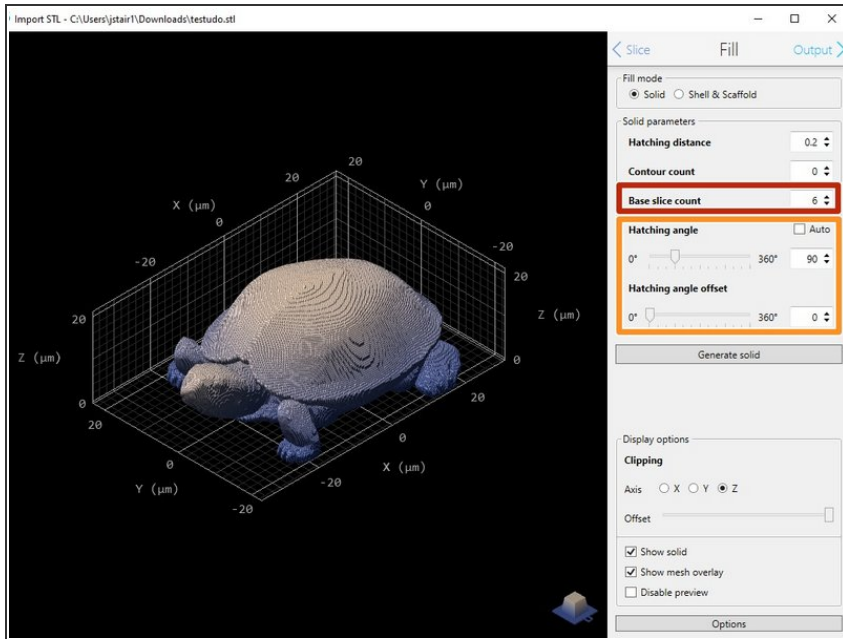 Import STL - C:\Users\jstair1\Downloads\testudo.stl
Slice Fill Output
Fill mode
Solid Shell & Scaffold
Solid parameters
Hatching distance 0.2
Contour count 0
Base slice count 6
Hatching angle Auto
0° 360° 90
Hatching angle offset
0° 360° 0
Generate solid
Display options
Clipping
Axis X Y Z
Offset
Show solid
Show mesh overlay
Disable preview
Options
20
20
Y (µm)
X (µm)
0
0
-20
-20
20
20
Z (µm)
Z (µm)
0
0
20
20
0
0
X (µm)
Y (µm)
-20
-20